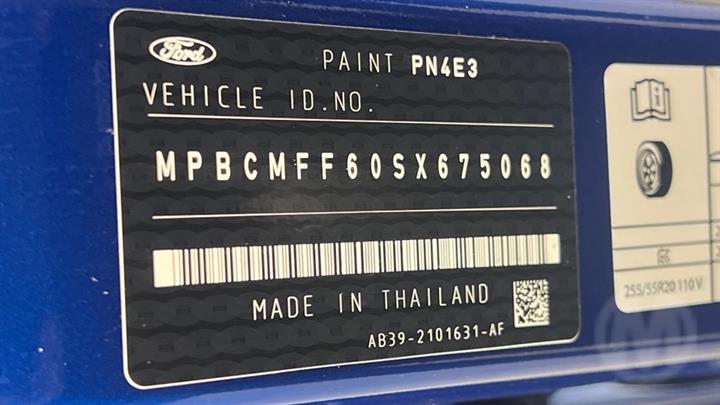 Ford
PAINT PN4E3
VEHICLE ID.NO.
MPBCMFF60SX675068
MADE IN THAILAND
AB39-2101631-AF
255/55R20 110V
M